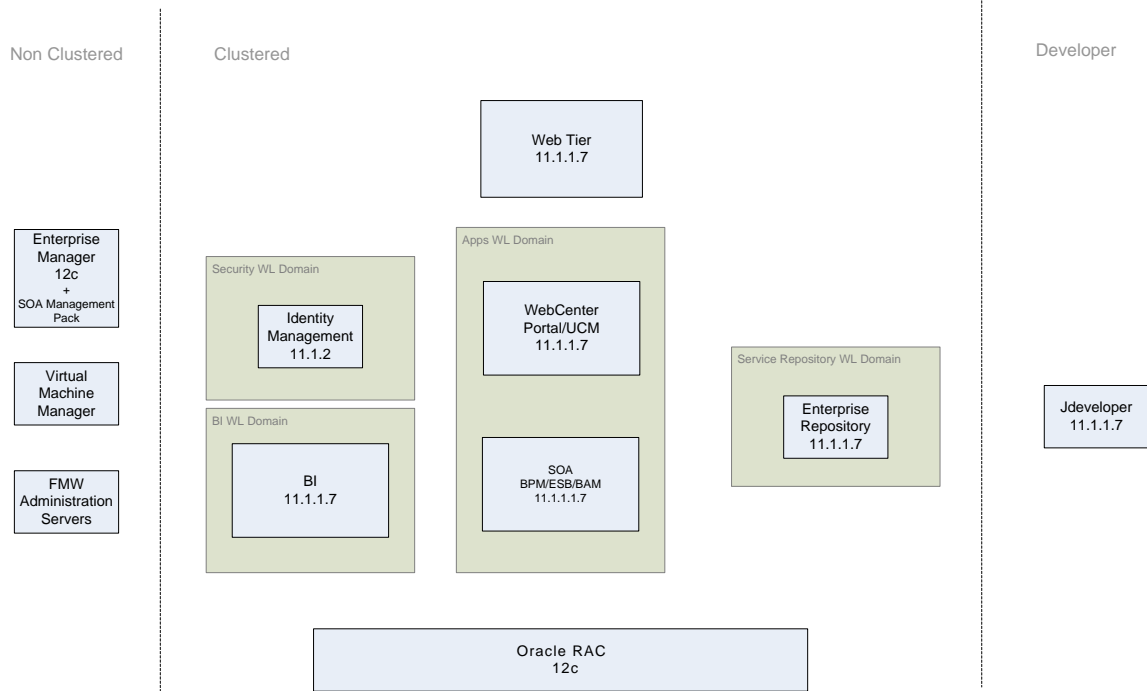 Non Clustered
Clustered
Developer
Web Tier
11.1.1.7
Enterprise
Manager
12c
+
SOA Management
Pack
Virtual
Machine
Manager
FMW
Administration
Servers
Security WL Domain
Identity
Management
11.1.2
BI WL Domain
BI
11.1.1.7
Apps WL Domain
WebCenter
Portal/UCM
11.1.1.7
SOA
BPM/ESB/BAM
11.1.1.1.7
Service Repository WL Domain
Enterprise
Repository
11.1.1.7
Jdeveloper
11.1.1.7
Oracle RAC
12c